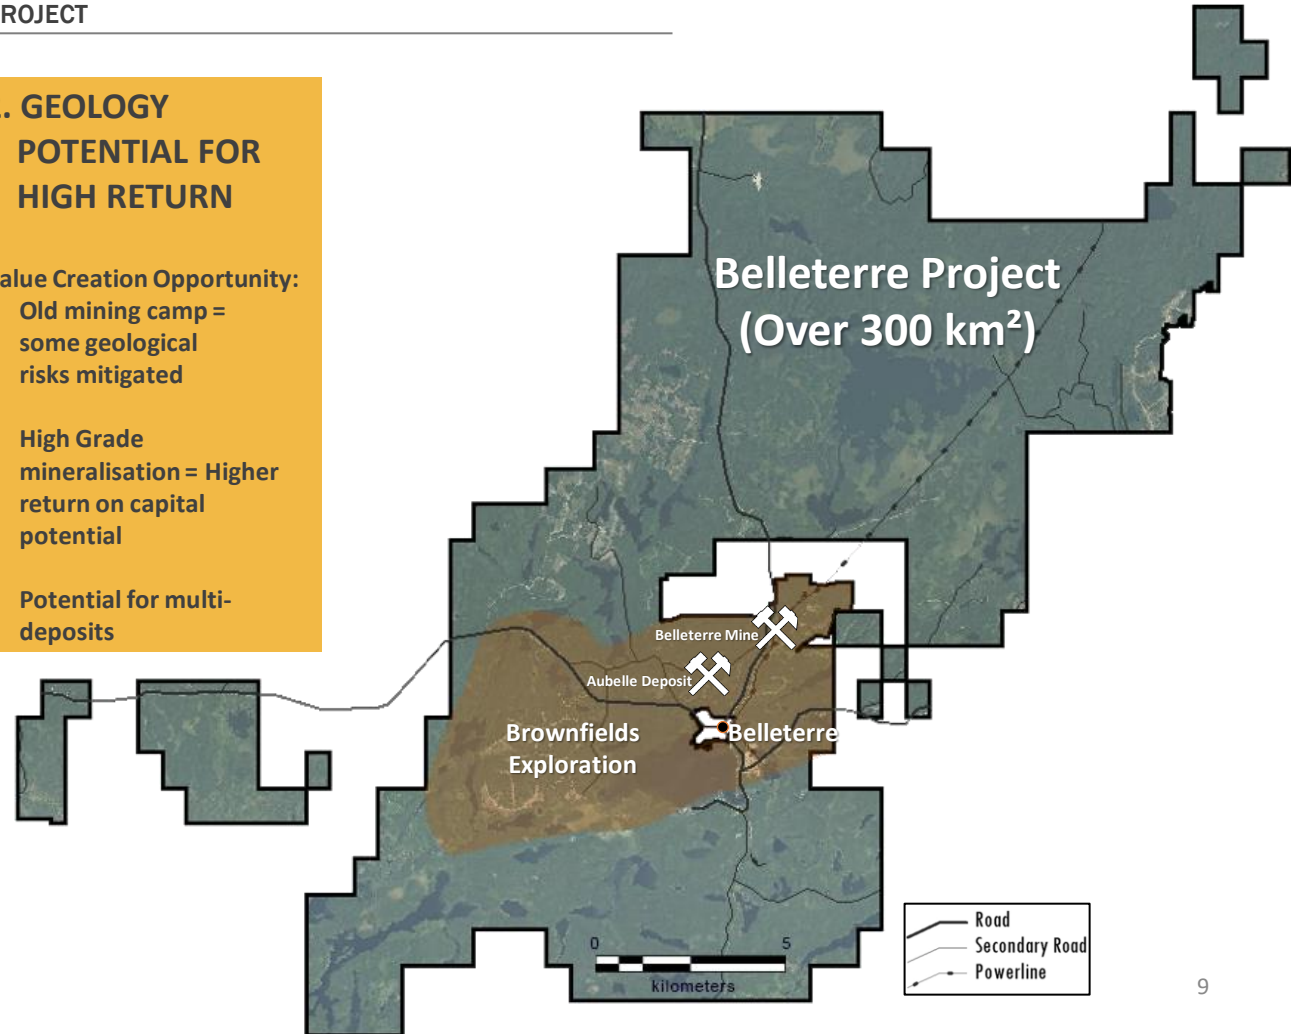 ROJECT
. GEOLOGY
POTENTIAL FOR
HIGH RETURN
alue Creation Opportunity:
Old mining camp =
some geological
risks mitigated
High Grade
mineralisation = Higher
return on capital
potential
Potential for multi-
deposits
Belleterre Project
(Over 300 km²)
Belleterre Mine
Aubelle Deposit
Brownfields
Exploration
Belleterre
0 5
kilometers
Road
Secondary Road
Powerline
9